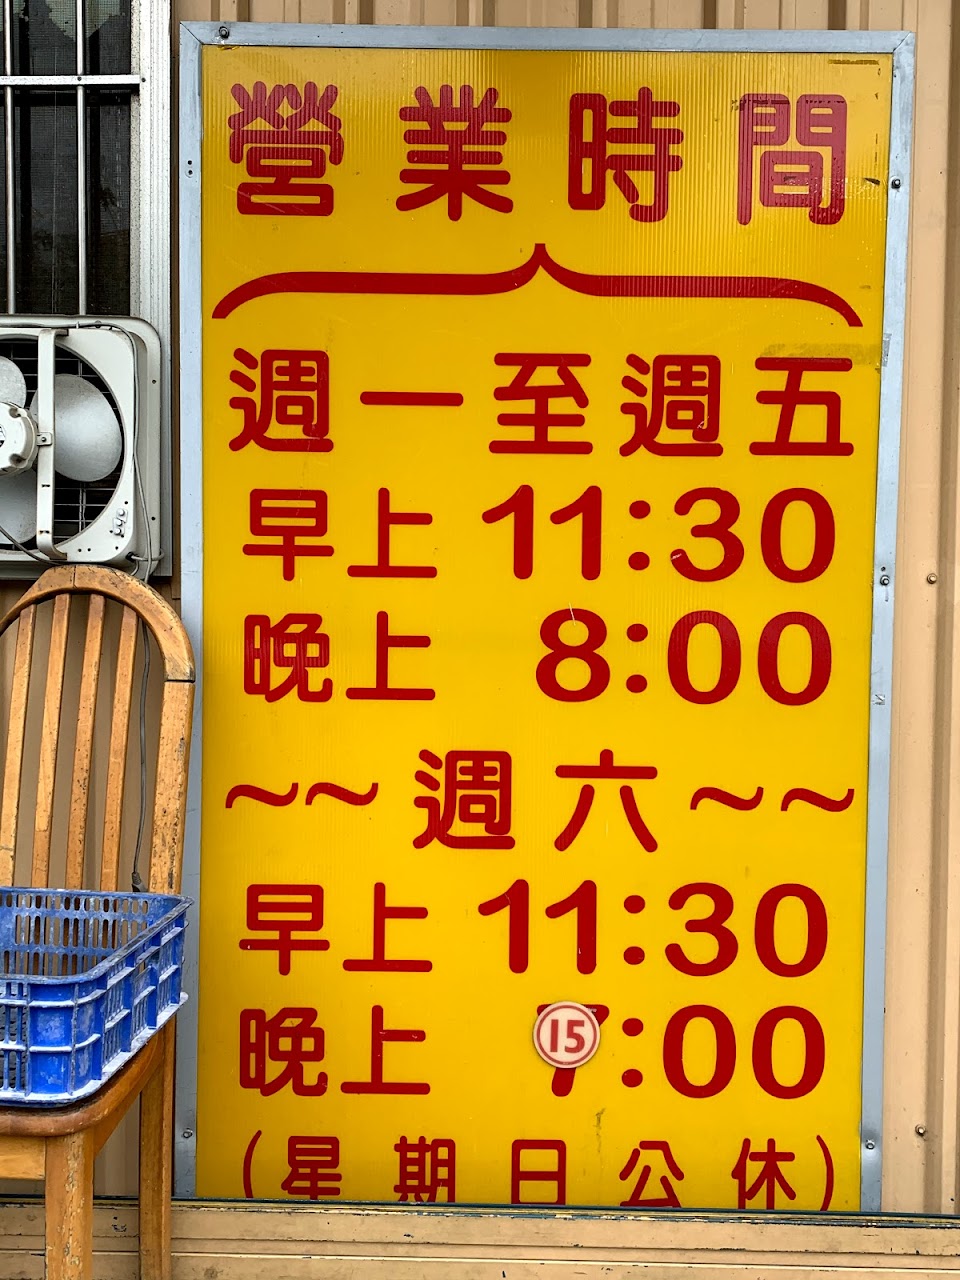 營業時間
週一至週五
早上 11:30
晚上 8:00
~~週六~~
早上 11:30
晚上 7:00
15
(星期日公休)